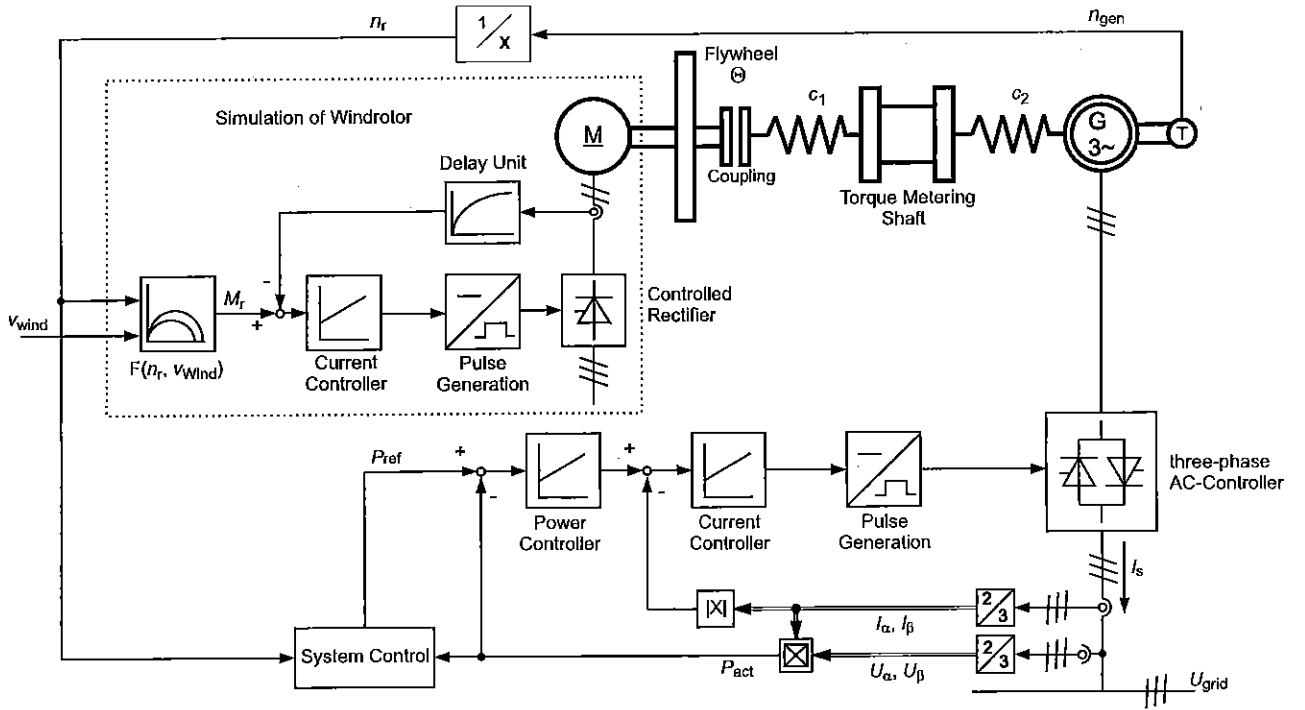 n_r
1/x
n_gen
Flywheel
Θ
c_1
c_2
Simulation of Windrotor
M
G
3~
T
Coupling
Torque Metering
Shaft
Delay Unit
-
M_r
+
v_wind
F(n_r, v_Wind)
Current
Controller
Pulse
Generation
Controlled
Rectifier
P_ref
+
-
+
-
Power
Controller
Current
Controller
Pulse
Generation
three-phase
AC-Controller
I_s
|X|
I_α, I_β
2/3
System Control
P_act
U_α, U_β
2/3
U_grid